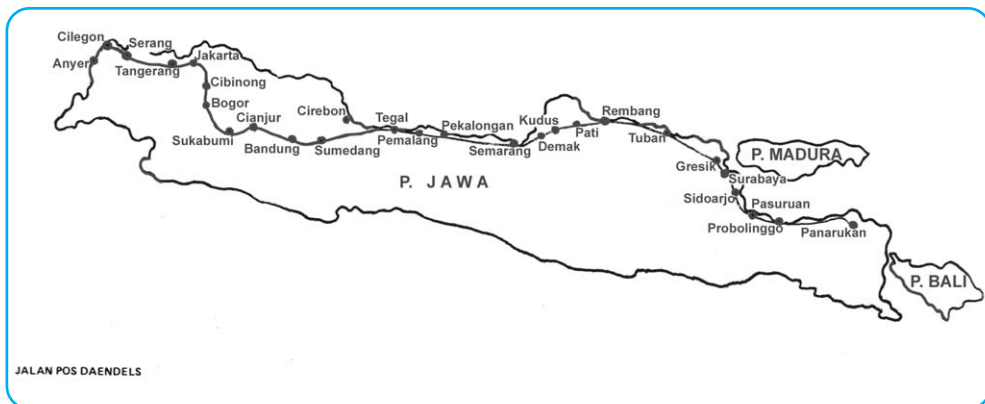 Cilegon
Serang
Anyer
Tangerang
Jakarta
Cibinong
Bogor
Cianjur
Sukabumi
Bandung
Sumedang
Cirebon
Tegal
Pemalang
Pekalongan
Semarang
Kudus
Demak
Pati
Rembang
Tuban
P. MADURA
Gresik
Surabaya
Sidoarjo
Pasuruan
Probolinggo
Panarukan
P. JAWA
P. BALI
JALAN POS DAENDELS